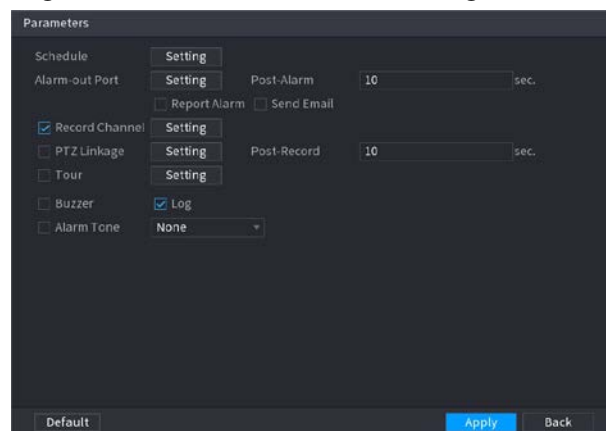 Parameters
Schedule Setting
Alarm-out Port Setting Post-Alarm 10 sec.
Report Alarm Send Email
Record Channel Setting
PTZ Linkage Setting Post-Record 10 sec.
Tour Setting
Buzzer Log
Alarm Tone None
Default Apply Back